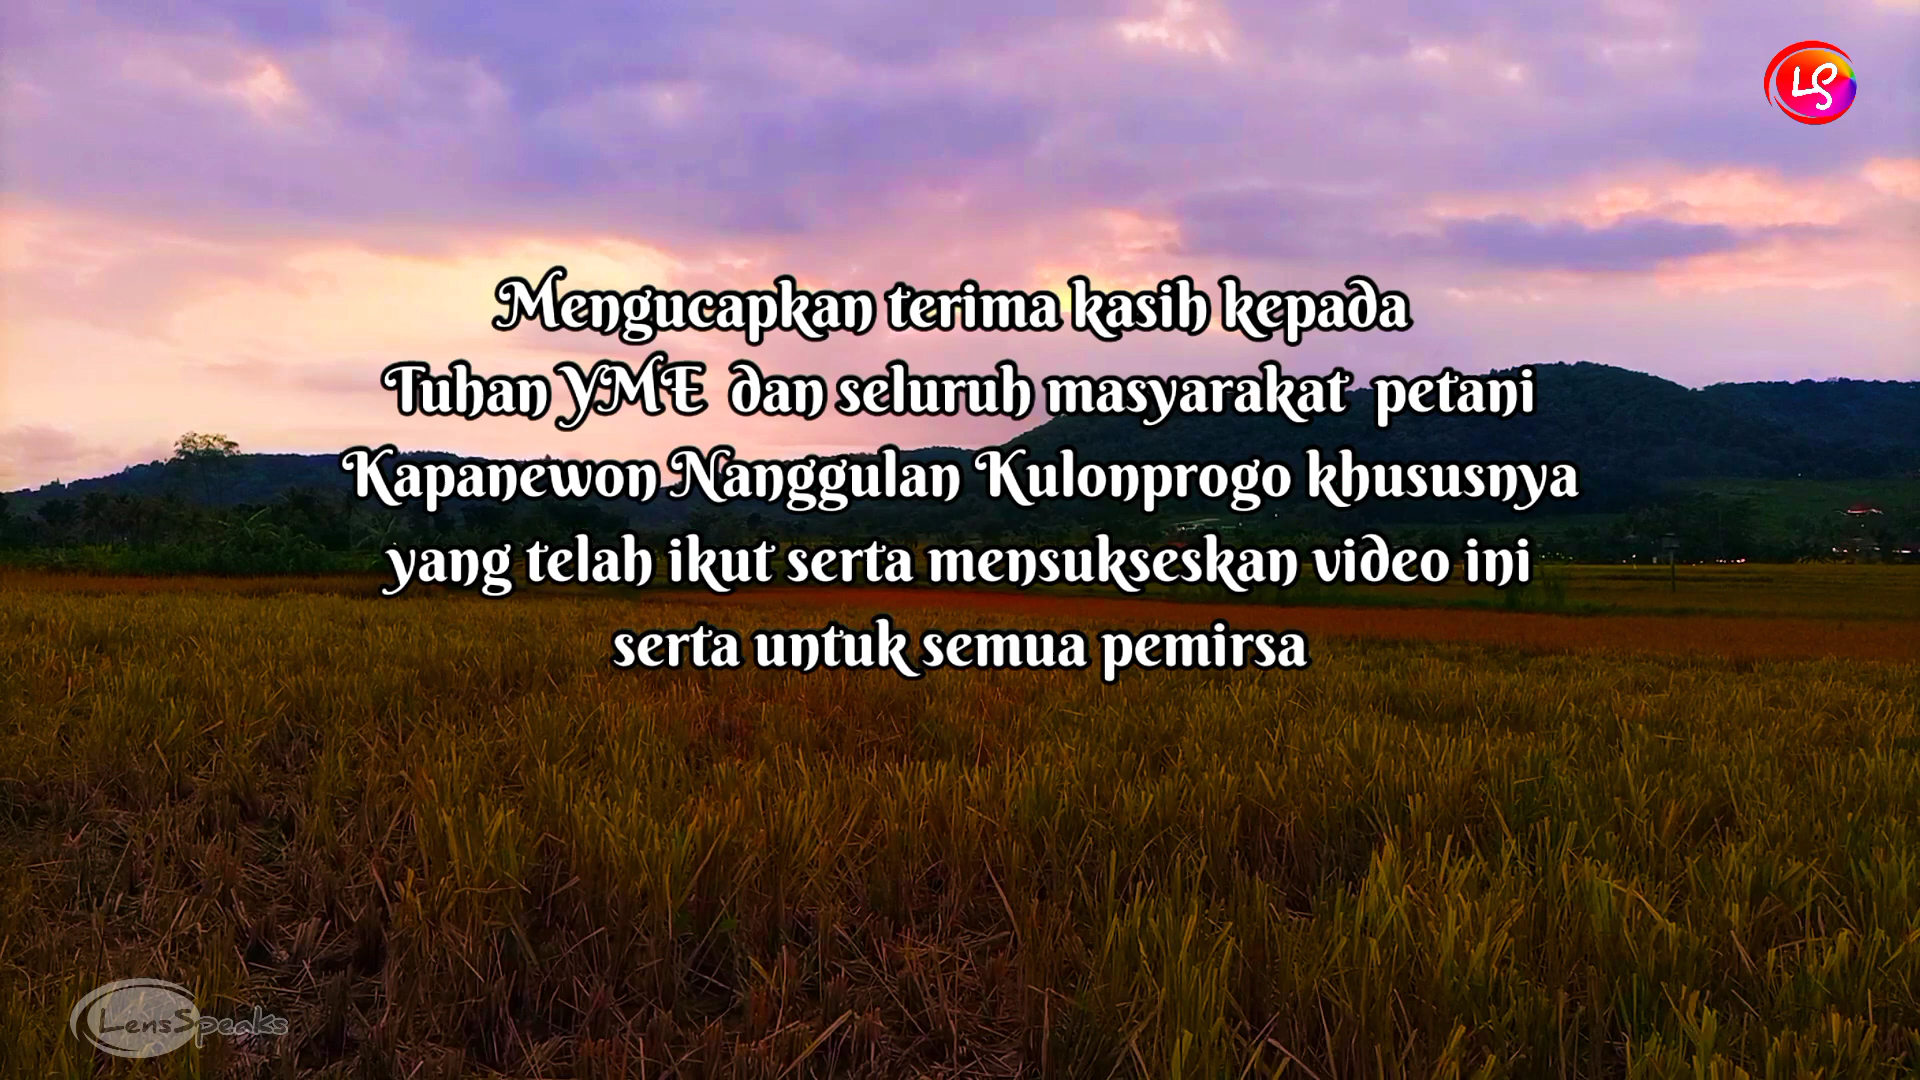 LS
Mengucapkan terima kasih kepada
Tuhan YME dan seluruh masyarakat petani
Kapanewon Nanggulan Kulonprogo khususnya
yang telah ikut serta mensukseskan video ini
serta untuk semua pemirsa
LensSpeaks